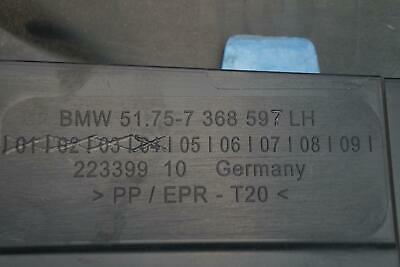 BMW 51.75-7 368 597 LH
| 01 | 02 | 03 | 04 | 05 | 06 | 07 | 08 | 09 |
223399 10 Germany
> PP / EPR - T20 <